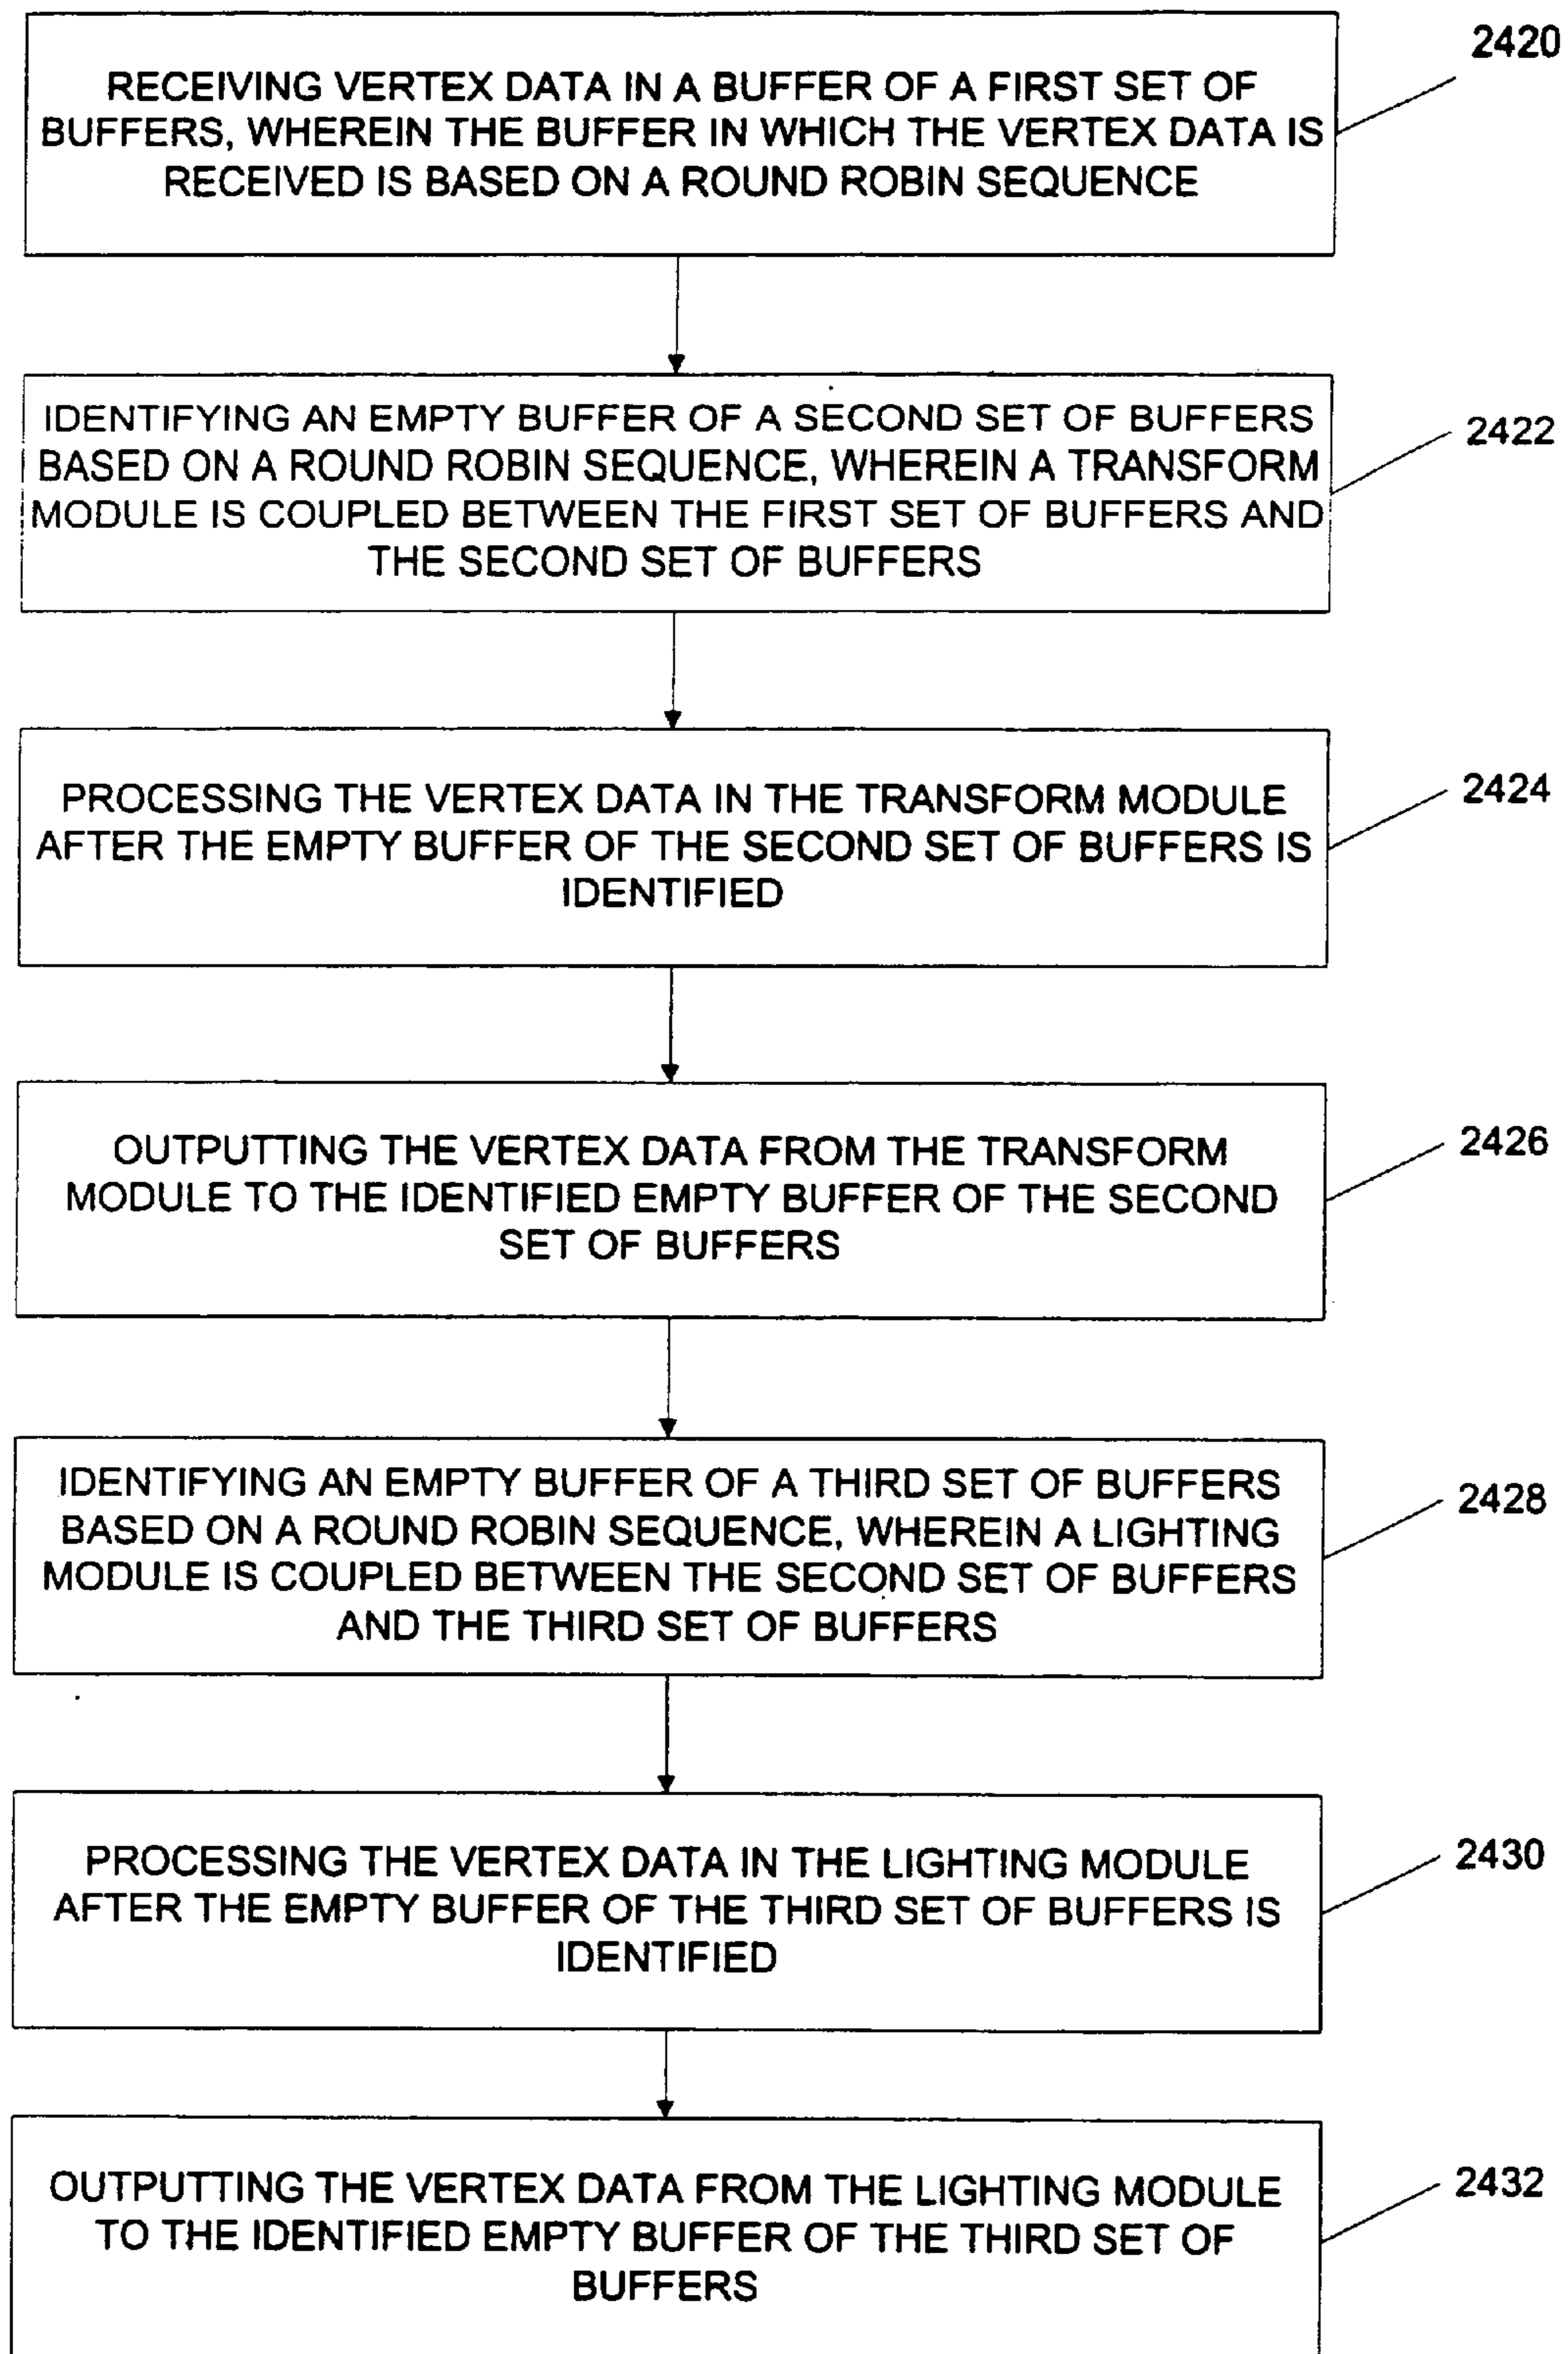 2420
RECEIVING VERTEX DATA IN A BUFFER OF A FIRST SET OF
BUFFERS, WHEREIN THE BUFFER IN WHICH THE VERTEX DATA IS
RECEIVED IS BASED ON A ROUND ROBIN SEQUENCE
2422
IDENTIFYING AN EMPTY BUFFER OF A SECOND SET OF BUFFERS
BASED ON A ROUND ROBIN SEQUENCE, WHEREIN A TRANSFORM
MODULE IS COUPLED BETWEEN THE FIRST SET OF BUFFERS AND
THE SECOND SET OF BUFFERS
2424
PROCESSING THE VERTEX DATA IN THE TRANSFORM MODULE
AFTER THE EMPTY BUFFER OF THE SECOND SET OF BUFFERS IS
IDENTIFIED
2426
OUTPUTTING THE VERTEX DATA FROM THE TRANSFORM
MODULE TO THE IDENTIFIED EMPTY BUFFER OF THE SECOND
SET OF BUFFERS
2428
IDENTIFYING AN EMPTY BUFFER OF A THIRD SET OF BUFFERS
BASED ON A ROUND ROBIN SEQUENCE, WHEREIN A LIGHTING
MODULE IS COUPLED BETWEEN THE SECOND SET OF BUFFERS
AND THE THIRD SET OF BUFFERS
2430
PROCESSING THE VERTEX DATA IN THE LIGHTING MODULE
AFTER THE EMPTY BUFFER OF THE THIRD SET OF BUFFERS IS
IDENTIFIED
2432
OUTPUTTING THE VERTEX DATA FROM THE LIGHTING MODULE
TO THE IDENTIFIED EMPTY BUFFER OF THE THIRD SET OF
BUFFERS